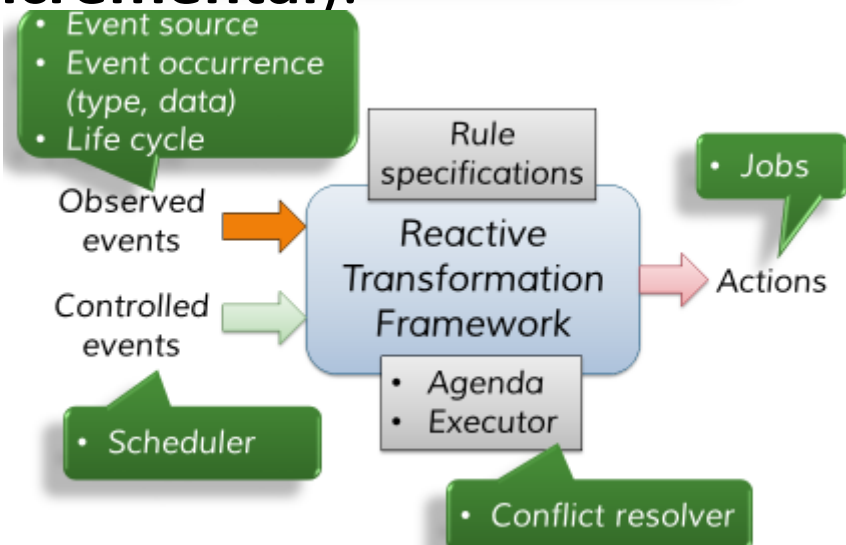 • Event source
• Event occurrence
(type, data)
• Life cycle
Rule
specifications
• Jobs
Observed
events
Reactive
Transformation
Framework
Actions
Controlled
events
• Agenda
• Executor
• Scheduler
• Conflict resolver